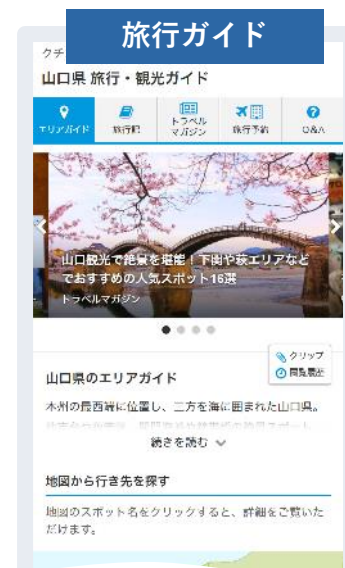 旅行ガイド
クチ
山口県 旅行・観光ガイド
エリアガイド
旅行記
トラベル
マガジン
旅行予約
Q&A
山口観光で絶景を堪能！下関や萩エリアなど
でおすすめの人気スポット16選
トラベルマガジン
クリップ
閲覧履歴
山口県のエリアガイド
本州の最西端に位置し、三方を海に囲まれた山口県。
続きを読む
地図から行き先を探す
地図のスポット名をクリックすると、詳細をご覧いた
だけます。